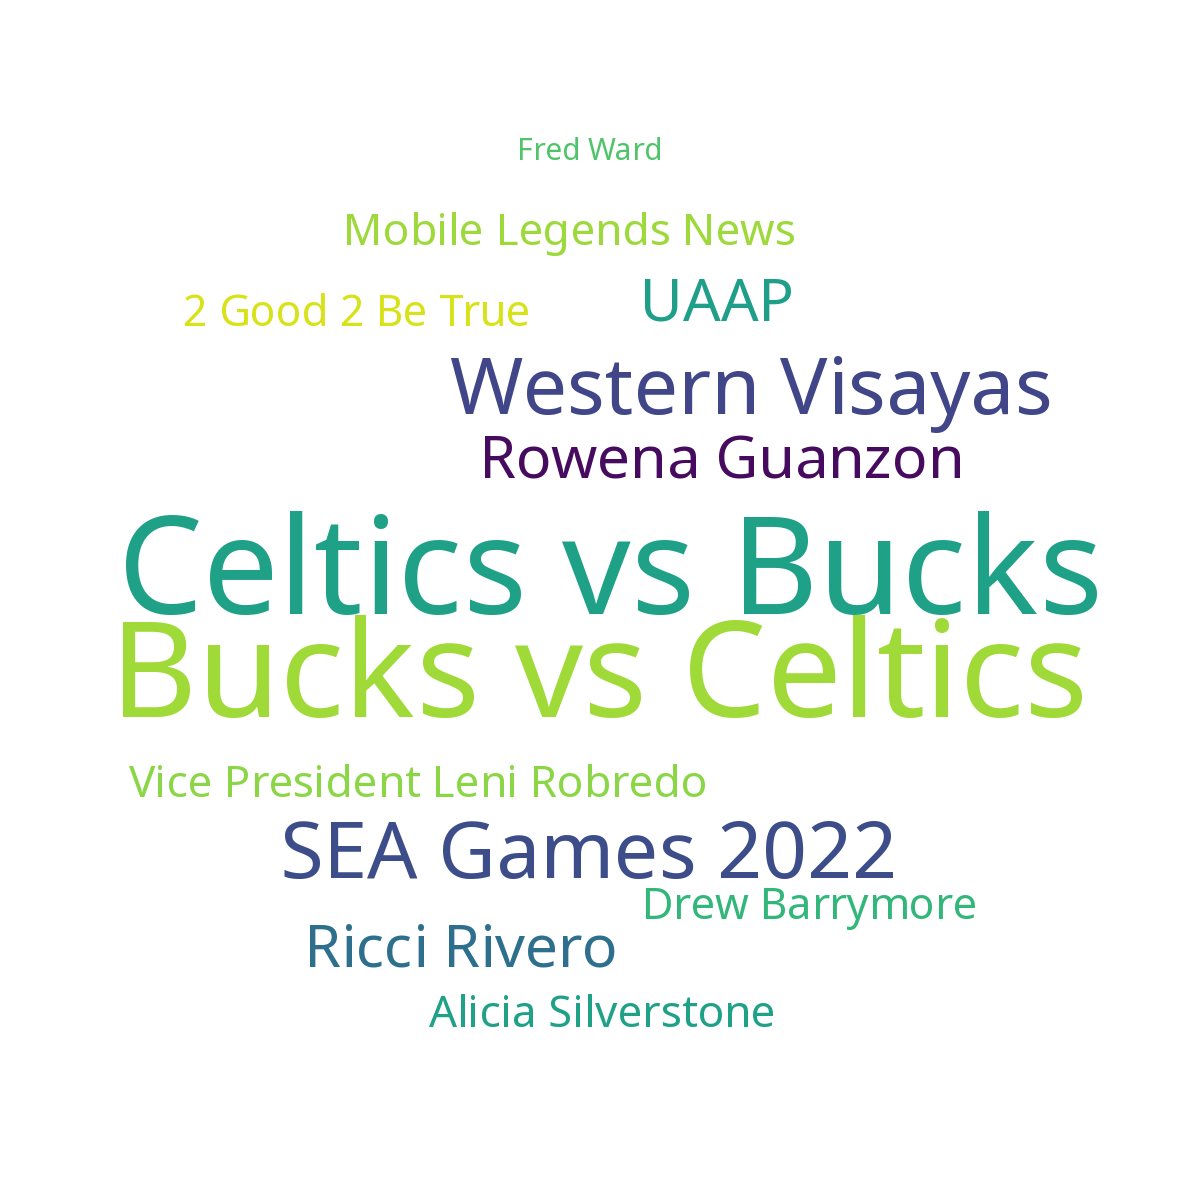 Fred Ward
Mobile Legends News
2 Good 2 Be True
UAAP
Western Visayas
Rowena Guanzon
Celtics vs Bucks
Bucks vs Celtics
Vice President Leni Robredo
SEA Games 2022
Drew Barrymore
Ricci Rivero
Alicia Silverstone